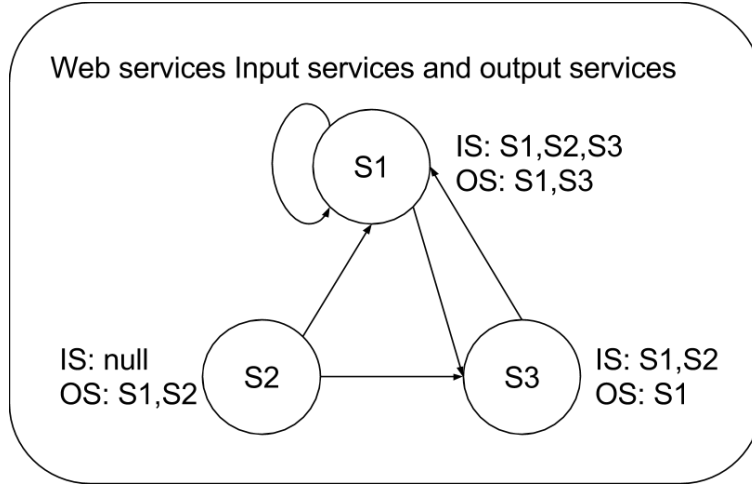 Web services Input services and output services
S1
IS: S1,S2,S3
OS: S1,S3
IS: null
OS: S1,S2
S2
S3
IS: S1,S2
OS: S1